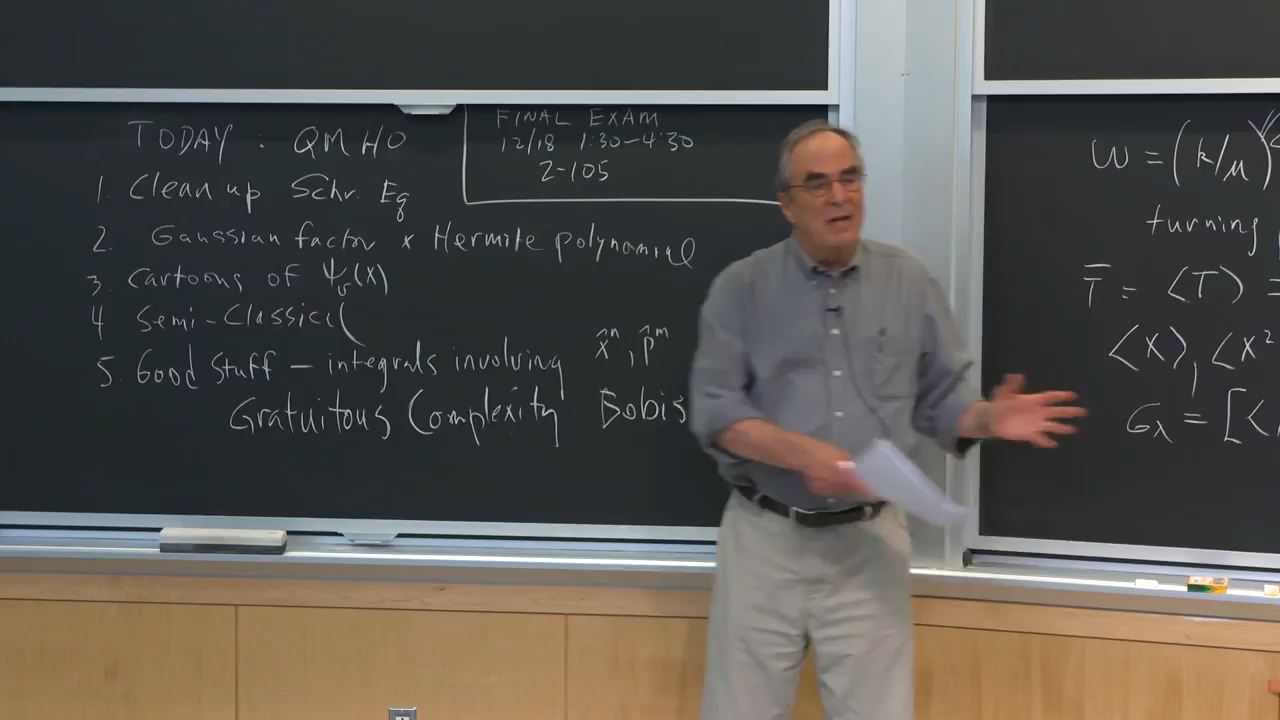 TODAY : QM HO
1. Clean up Schr. Eq
2. Gaussian factor x Hermite polynomial
3. Cartoons of ψᵥ(x)
4 Semi-Classical
5. Good Stuff – integrals involving x̂ⁿ, p̂ᵐ
Gratuitous Complexity
FINAL EXAM
12/18 1:30-4:30
2-105
ω = (k/μ)
turning
T̄ = ⟨T⟩ =
⟨x⟩, ⟨x²
σₓ = [⟨